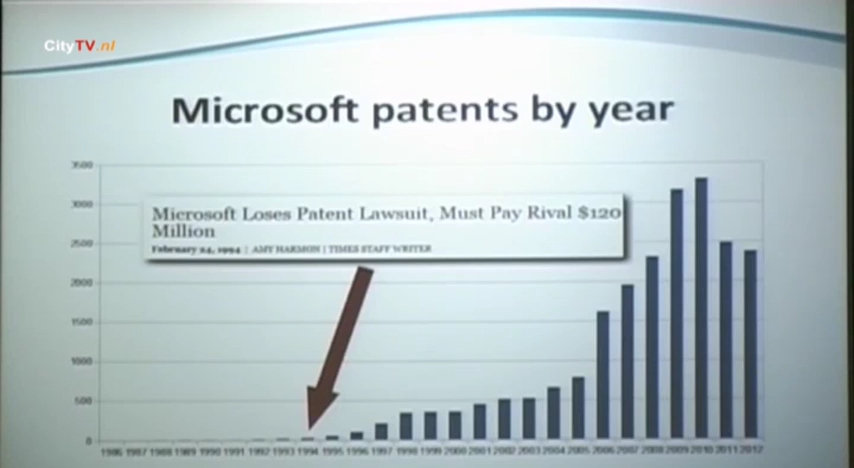 CityTV.nl
Microsoft patents by year
3500
3000
2500
2000
1500
1000
500
0
Microsoft Loses Patent Lawsuit, Must Pay Rival $120
Million
February 24, 1994 | AMY HARMON | TIMES STAFF WRITER
1986 1987 1988 1989 1990 1991 1992 1993 1994 1995 1996 1997 1998 1999 2000 2001 2002 2003 2004 2005 2006 2007 2008 2009 2010 2011 2012